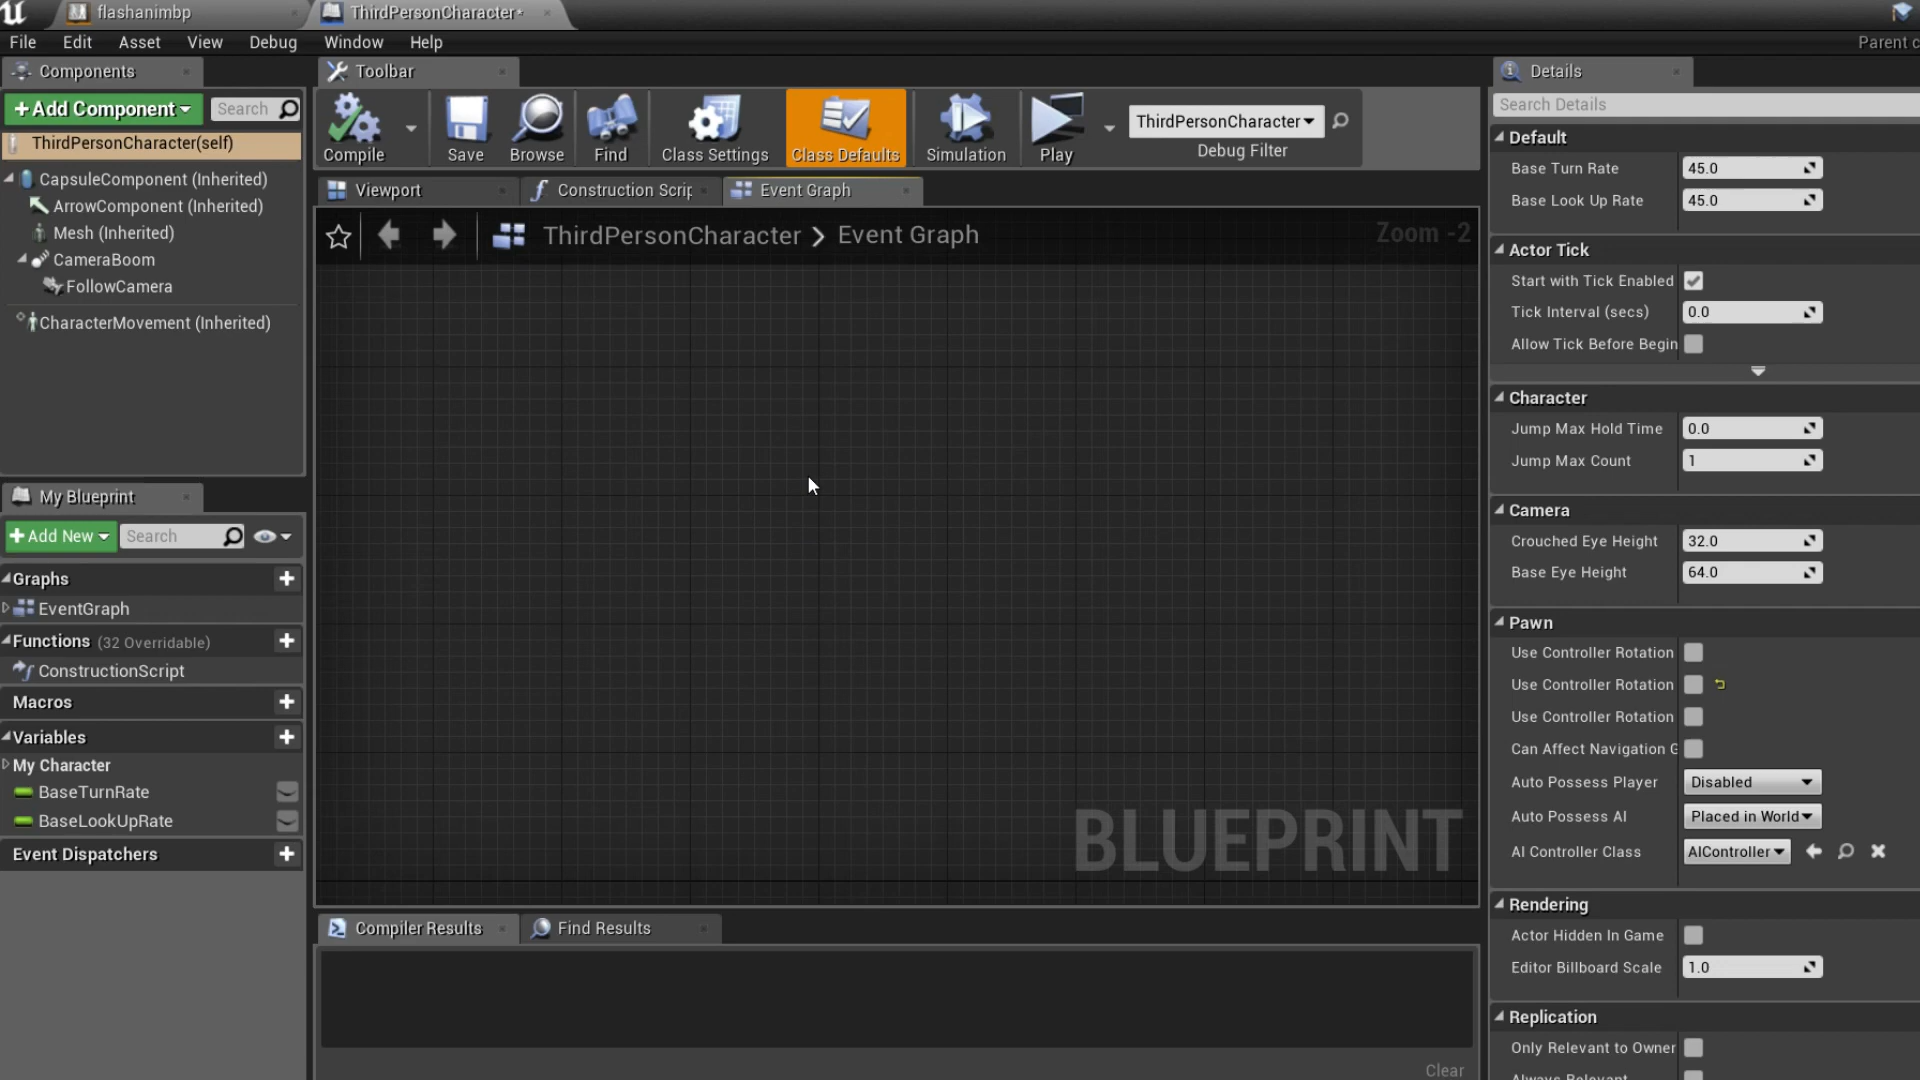 flashanimbp
ThirdPersonCharacter*
File Edit Asset View Debug Window Help
Parent c
Components
+Add Component
Search
ThirdPersonCharacter(self)
CapsuleComponent (Inherited)
ArrowComponent (Inherited)
Mesh (Inherited)
CameraBoom
FollowCamera
CharacterMovement (Inherited)
My Blueprint
+Add New
Search
Graphs
EventGraph
Functions (32 Overridable)
ConstructionScript
Macros
Variables
My Character
BaseTurnRate
BaseLookUpRate
Event Dispatchers
Toolbar
Compile
Save
Browse
Find
Class Settings
Class Defaults
Simulation
Play
ThirdPersonCharacter
Debug Filter
Viewport
Construction Scrip
Event Graph
ThirdPersonCharacter > Event Graph
Zoom -2
BLUEPRINT
Compiler Results
Find Results
Clear
Details
Search Details
Default
Base Turn Rate 45.0
Base Look Up Rate 45.0
Actor Tick
Start with Tick Enabled
Tick Interval (secs) 0.0
Allow Tick Before Begin
Character
Jump Max Hold Time 0.0
Jump Max Count 1
Camera
Crouched Eye Height 32.0
Base Eye Height 64.0
Pawn
Use Controller Rotation
Use Controller Rotation
Use Controller Rotation
Can Affect Navigation G
Auto Possess Player Disabled
Auto Possess AI Placed in World
AI Controller Class AIController
Rendering
Actor Hidden In Game
Editor Billboard Scale 1.0
Replication
Only Relevant to Owner
Always Relevant